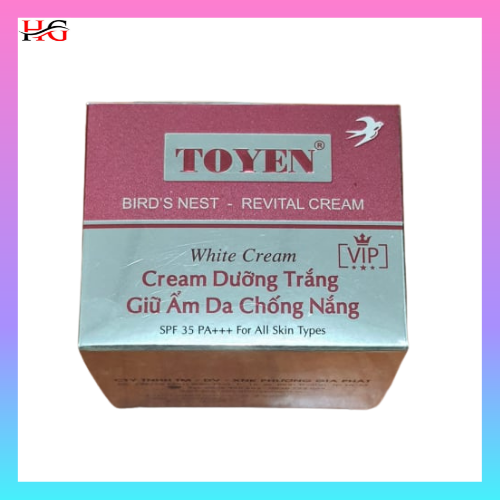 HG
TOYEN®
BIRD'S NEST - REVITAL CREAM
White Cream
VIP
Cream Dưỡng Trắng
Giữ Ẩm Da Chống Nắng
SPF 35 PA+++ For All Skin Types